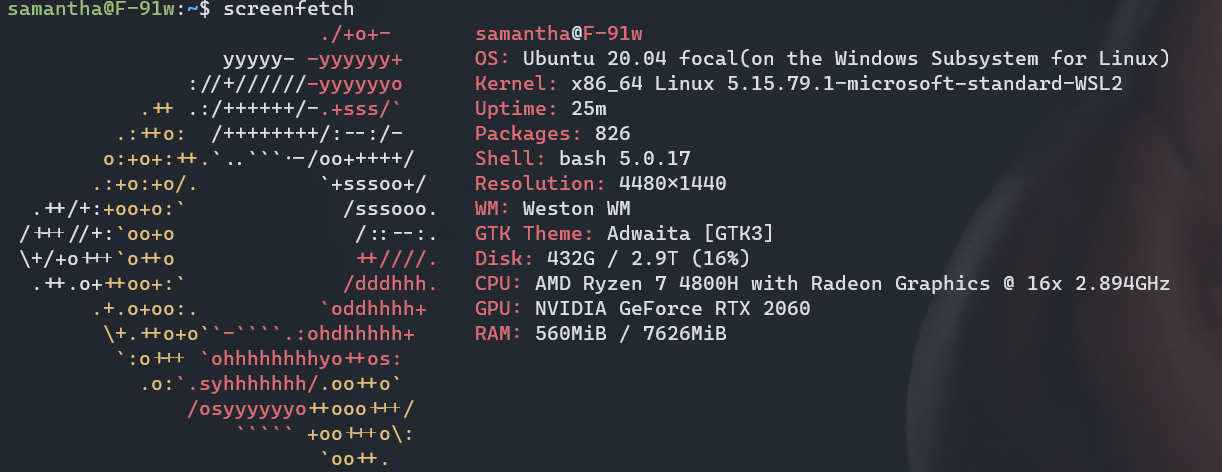 samantha@F-91w:~$ screenfetch
./+o+- samantha@F-91w
yyyyy- -yyyyyy+ OS: Ubuntu 20.04 focal(on the Windows Subsystem for Linux)
://+//////-yyyyyyo Kernel: x86_64 Linux 5.15.79.1-microsoft-standard-WSL2
.++ .:/++++++/-.+sss/` Uptime: 25m
.:++o: /++++++++/:--:/- Packages: 826
o:+o+:++.`..```.-/oo+++++/ Shell: bash 5.0.17
.:+o:+o/. `+sssoo+/ Resolution: 4480x1440
.++/+:+oo+o:` /sssooo. WM: Weston WM
/+++//+:`oo+o /::--:. GTK Theme: Adwaita [GTK3]
\+/+o+++`o++o ++////. Disk: 432G / 2.9T (16%)
.++.o+++oo+:` /dddhhh. CPU: AMD Ryzen 7 4800H with Radeon Graphics @ 16x 2.894GHz
.+.o+oo:. `oddhhhh+ GPU: NVIDIA GeForce RTX 2060
\+.++o+o``-````.:ohdhhhhh+ RAM: 560MiB / 7626MiB
`:o+++ `ohhhhhhhhyo++os:
.o:`.syhhhhhhh/.oo++o`
/osyyyyyyo++ooo+++/
````` +oo+++o\:
`oo++.